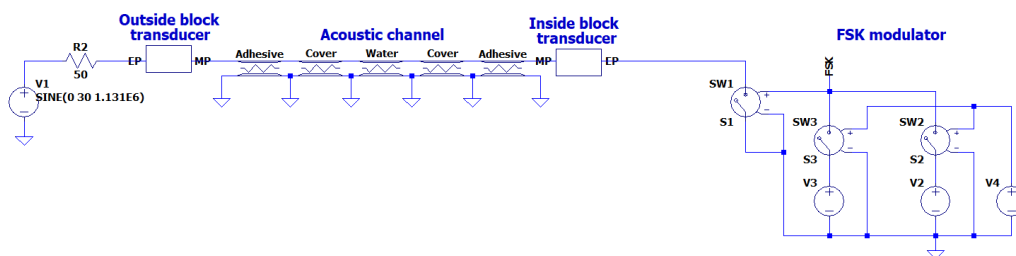 Outside block
transducer
Acoustic channel
Inside block
transducer
FSK modulator
R2
50
EP
MP
Adhesive
Cover
Water
Cover
Adhesive
MP
EP
FSK
V1
SINE(0 30 1.131E6)
SW1
S1
SW3
S3
SW2
S2
V3
V2
V4
+
−
+
−
+
−
+
−
+
−
+
−
+
−